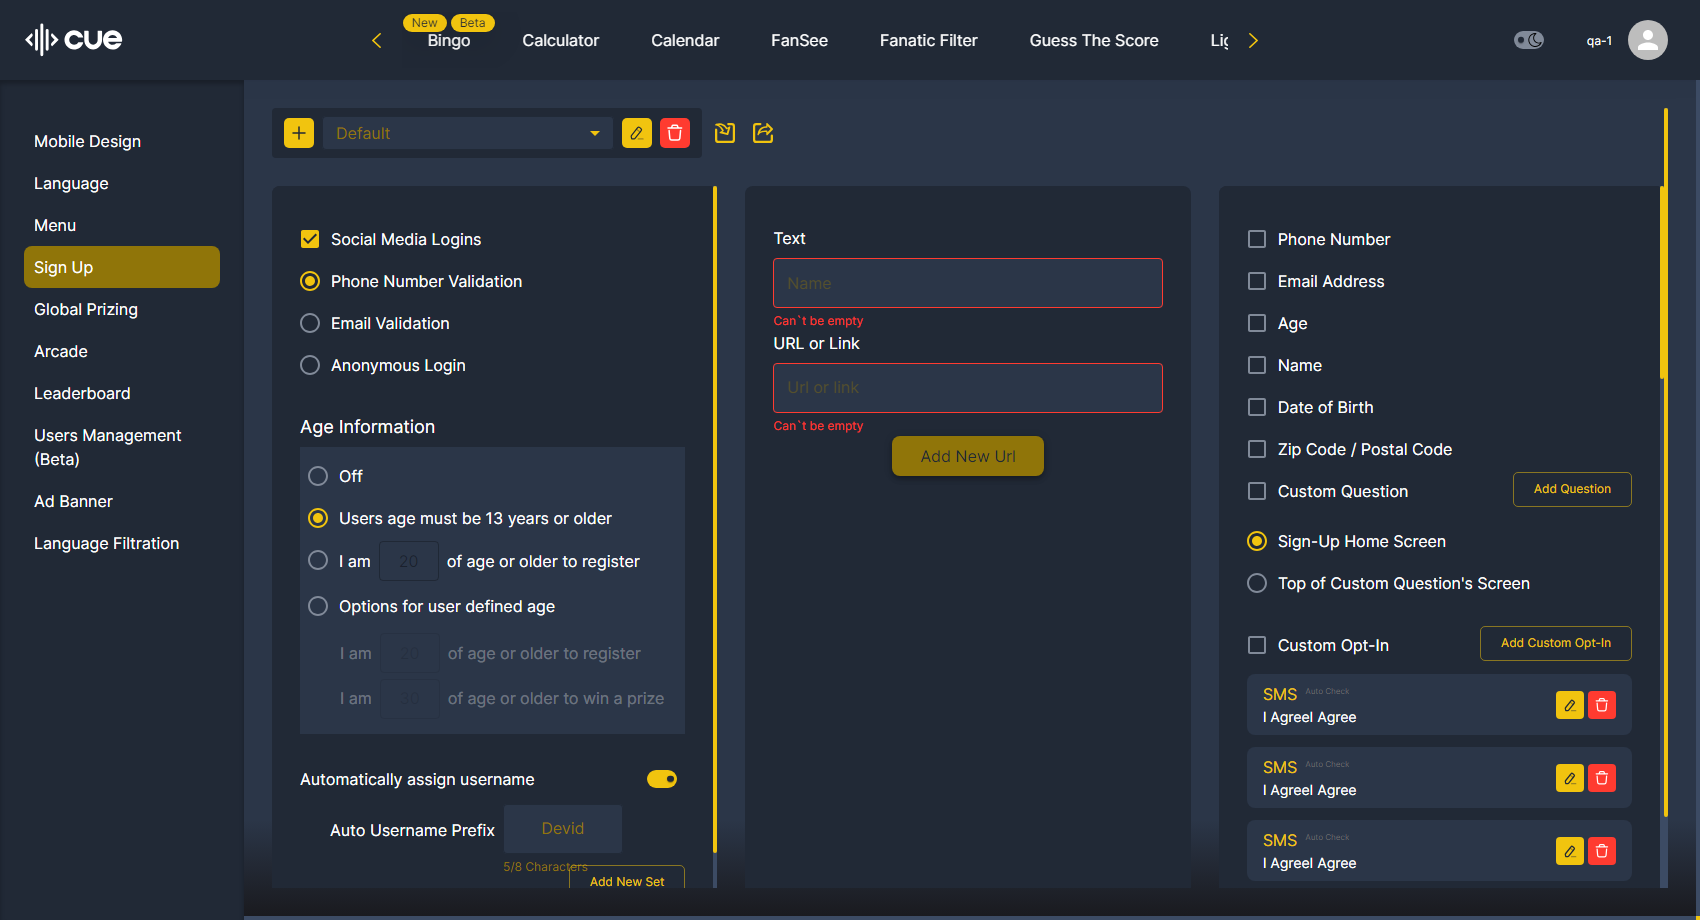 cue
New
Beta
Bingo
Calculator
Calendar
FanSee
Fanatic Filter
Guess The Score
qa-1
Mobile Design
Language
Menu
Sign Up
Global Prizing
Arcade
Leaderboard
Users Management
(Beta)
Ad Banner
Language Filtration
Default
Social Media Logins
Phone Number Validation
Email Validation
Anonymous Login
Age Information
Off
Users age must be 13 years or older
I am 20 of age or older to register
Options for user defined age
I am 20 of age or older to register
I am 30 of age or older to win a prize
Automatically assign username
Auto Username Prefix Devid
5/8 Characters
Add New Set
Text
Name
Can`t be empty
URL or Link
Url or link
Can`t be empty
Add New Url
Phone Number
Email Address
Age
Name
Date of Birth
Zip Code / Postal Code
Custom Question
Add Question
Sign-Up Home Screen
Top of Custom Question's Screen
Custom Opt-In
Add Custom Opt-In
SMS Auto Check
I AgreeI Agree
SMS Auto Check
I AgreeI Agree
SMS Auto Check
I AgreeI Agree